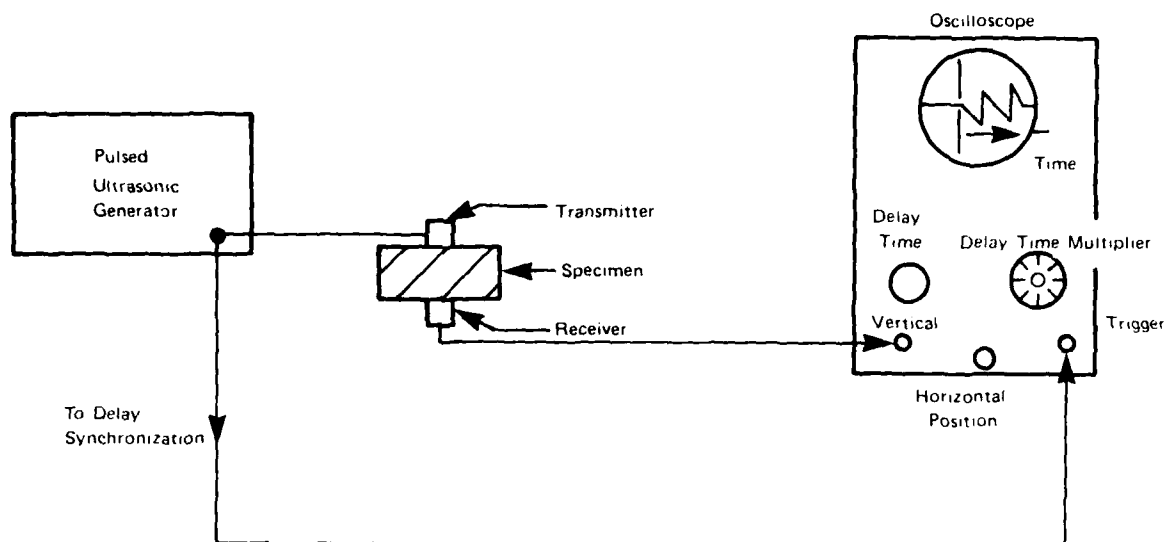 Oscilloscope
Pulsed
Ultrasonic
Generator
Time
Transmitter
Specimen
Receiver
Delay
Time
Delay Time Multiplier
Vertical
Trigger
Horizontal
Position
To Delay
Synchronization